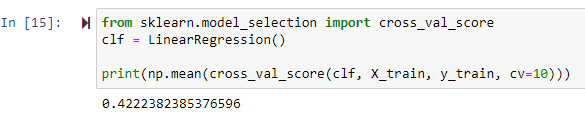 In [15]:
from sklearn.model_selection import cross_val_score
clf = LinearRegression()
print(np.mean(cross_val_score(clf, X_train, y_train, cv=10)))
0.4222382385376596